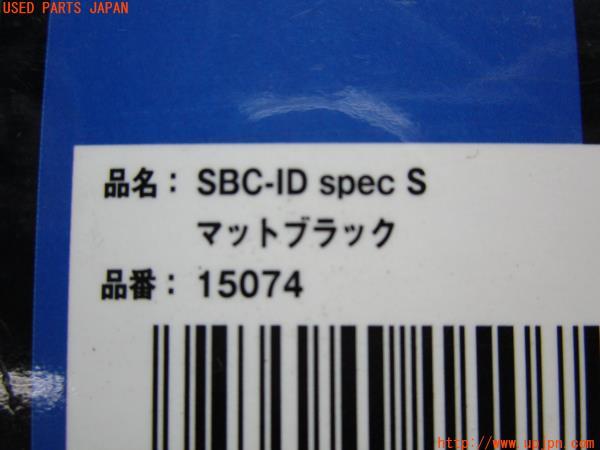 USED PARTS JAPAN
品名： SBC-ID spec S
マットブラック
品番： 15074
http://www.upjpn.com